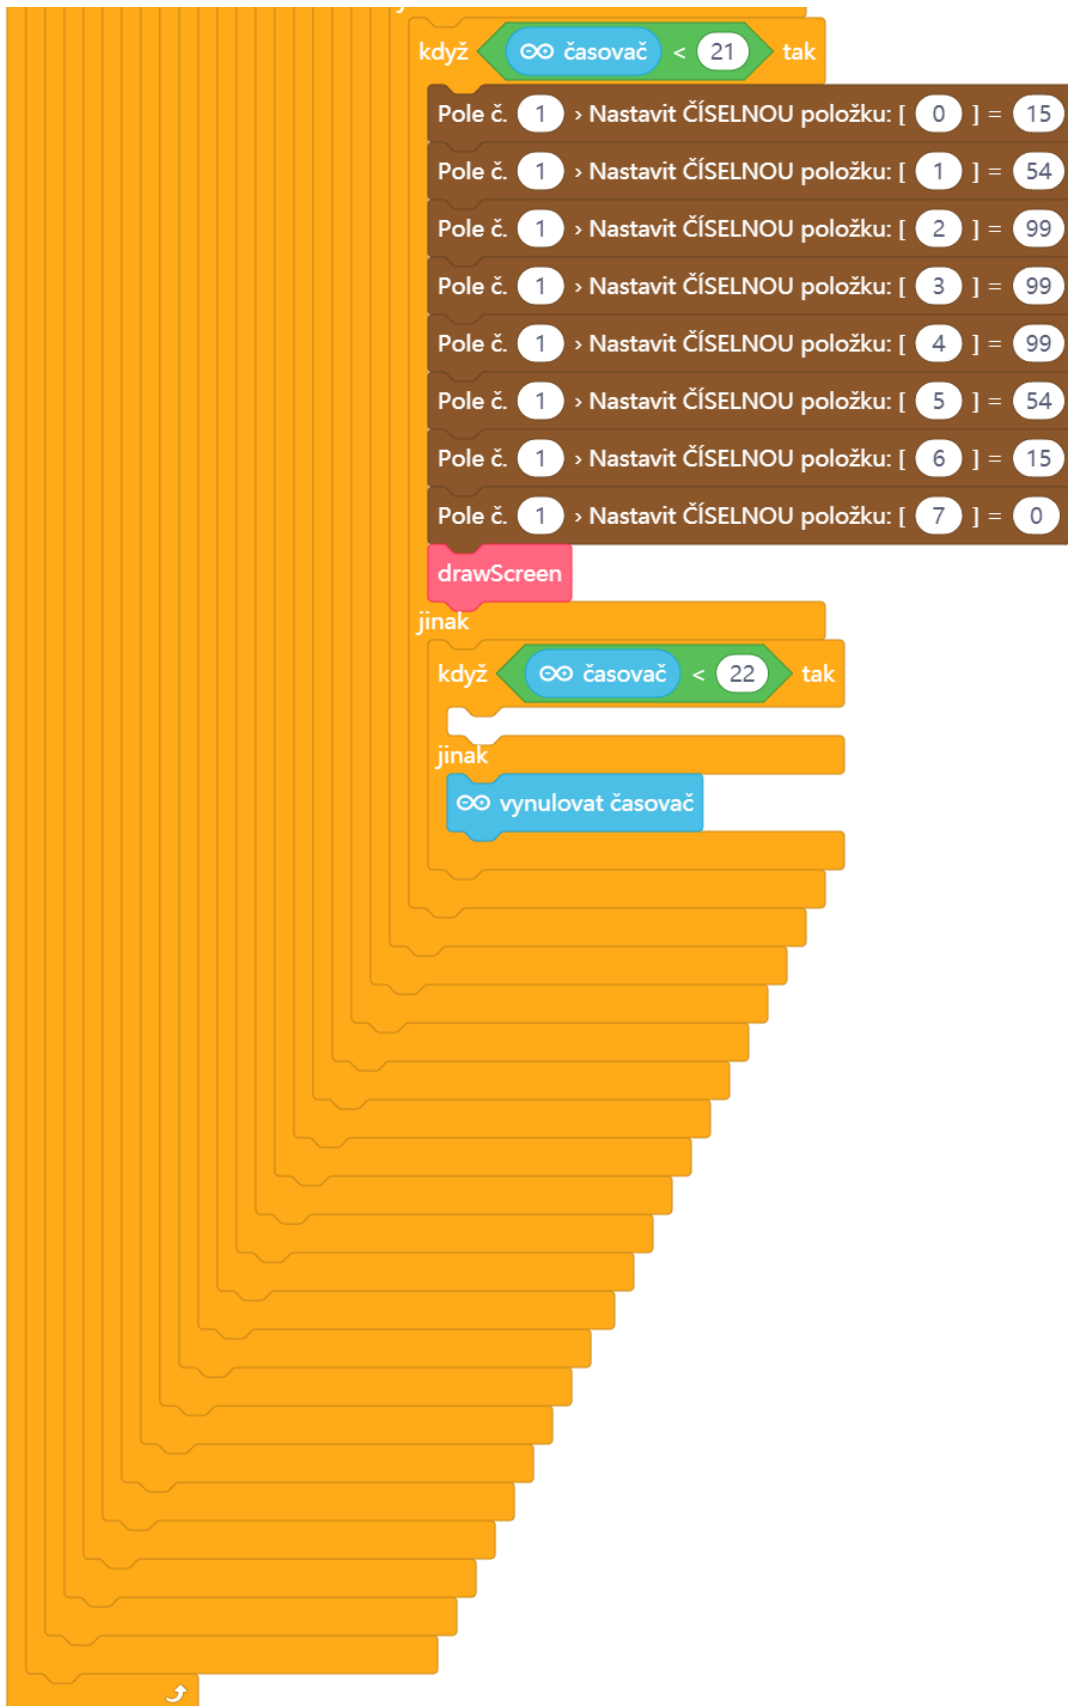 když časovač < 21 tak
Pole č. 1 › Nastavit ČÍSELNOU položku: [ 0 ] = 15
Pole č. 1 › Nastavit ČÍSELNOU položku: [ 1 ] = 54
Pole č. 1 › Nastavit ČÍSELNOU položku: [ 2 ] = 99
Pole č. 1 › Nastavit ČÍSELNOU položku: [ 3 ] = 99
Pole č. 1 › Nastavit ČÍSELNOU položku: [ 4 ] = 99
Pole č. 1 › Nastavit ČÍSELNOU položku: [ 5 ] = 54
Pole č. 1 › Nastavit ČÍSELNOU položku: [ 6 ] = 15
Pole č. 1 › Nastavit ČÍSELNOU položku: [ 7 ] = 0
drawScreen
jinak
když časovač < 22 tak
jinak
vynulovat časovač